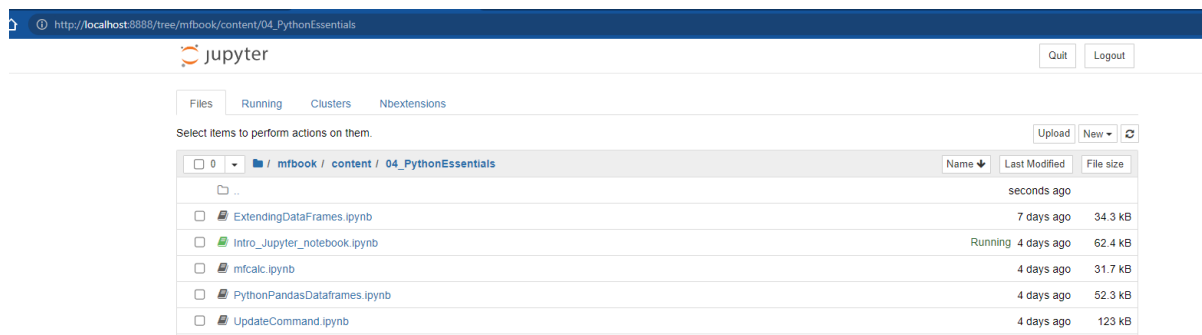 http://localhost:8888/tree/mfbook/content/04_PythonEssentials
jupyter Quit Logout
Files Running Clusters Nbextensions
Select items to perform actions on them. Upload New
0 / mfbook / content / 04_PythonEssentials Name Last Modified File size
.. seconds ago
ExtendingDataFrames.ipynb 7 days ago 34.3 kB
Intro_Jupyter_notebook.ipynb Running 4 days ago 62.4 kB
mfcalc.ipynb 4 days ago 31.7 kB
PythonPandasDataframes.ipynb 4 days ago 52.3 kB
UpdateCommand.ipynb 4 days ago 123 kB